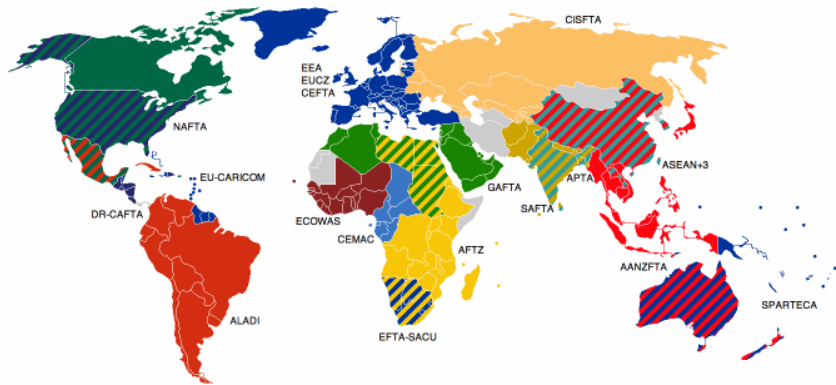 CISFTA
EEA
EUCZ
CEFTA
NAFTA
ASEAN+3
EU-CARICOM
APTA
GAFTA
SAFTA
DR-CAFTA
ECOWAS
CEMAC
AFTZ
AANZFTA
SPARTECA
ALADI
EFTA-SACU